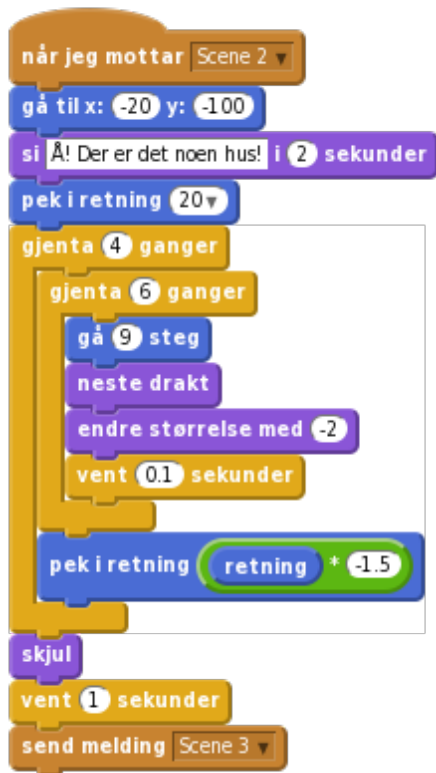 når jeg mottar Scene 2
gå til x: -20 y: -100
si Å! Der er det noen hus! i 2 sekunder
pek i retning 20
gjenta 4 ganger
gjenta 6 ganger
gå 9 steg
neste drakt
endre størrelse med -2
vent 0.1 sekunder
pek i retning retning * -1.5
skjul
vent 1 sekunder
send melding Scene 3